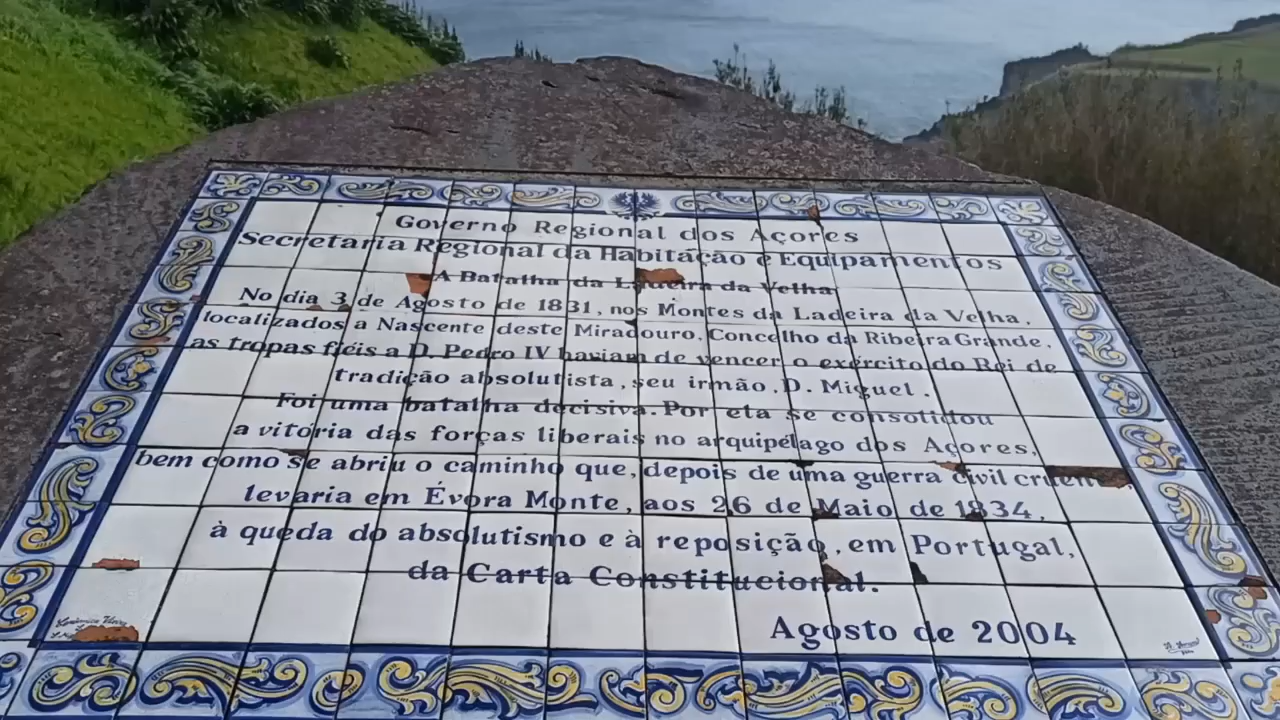 Governo Regional dos Açores
Secretaria Regional da Habitação e Equipamentos
A Batalha da Ladeira da Velha
No dia 3 de Agosto de 1831, nos Montes da Ladeira da Velha,
localizados a Nascente deste Miradouro, Concelho da Ribeira Grande,
as tropas fiéis a D. Pedro IV haviam de vencer o exército do Rei de
tradição absolutista, seu irmão, D. Miguel.
Foi uma batalha decisiva. Por ela se consolidou
a vitória das forças liberais no arquipélago dos Açores,
bem como se abriu o caminho que, depois de uma guerra civil
levaria em Évora Monte, aos 26 de Maio de 1834,
à queda do absolutismo e à reposição, em Portugal,
da Carta Constitucional.
Agosto de 2004